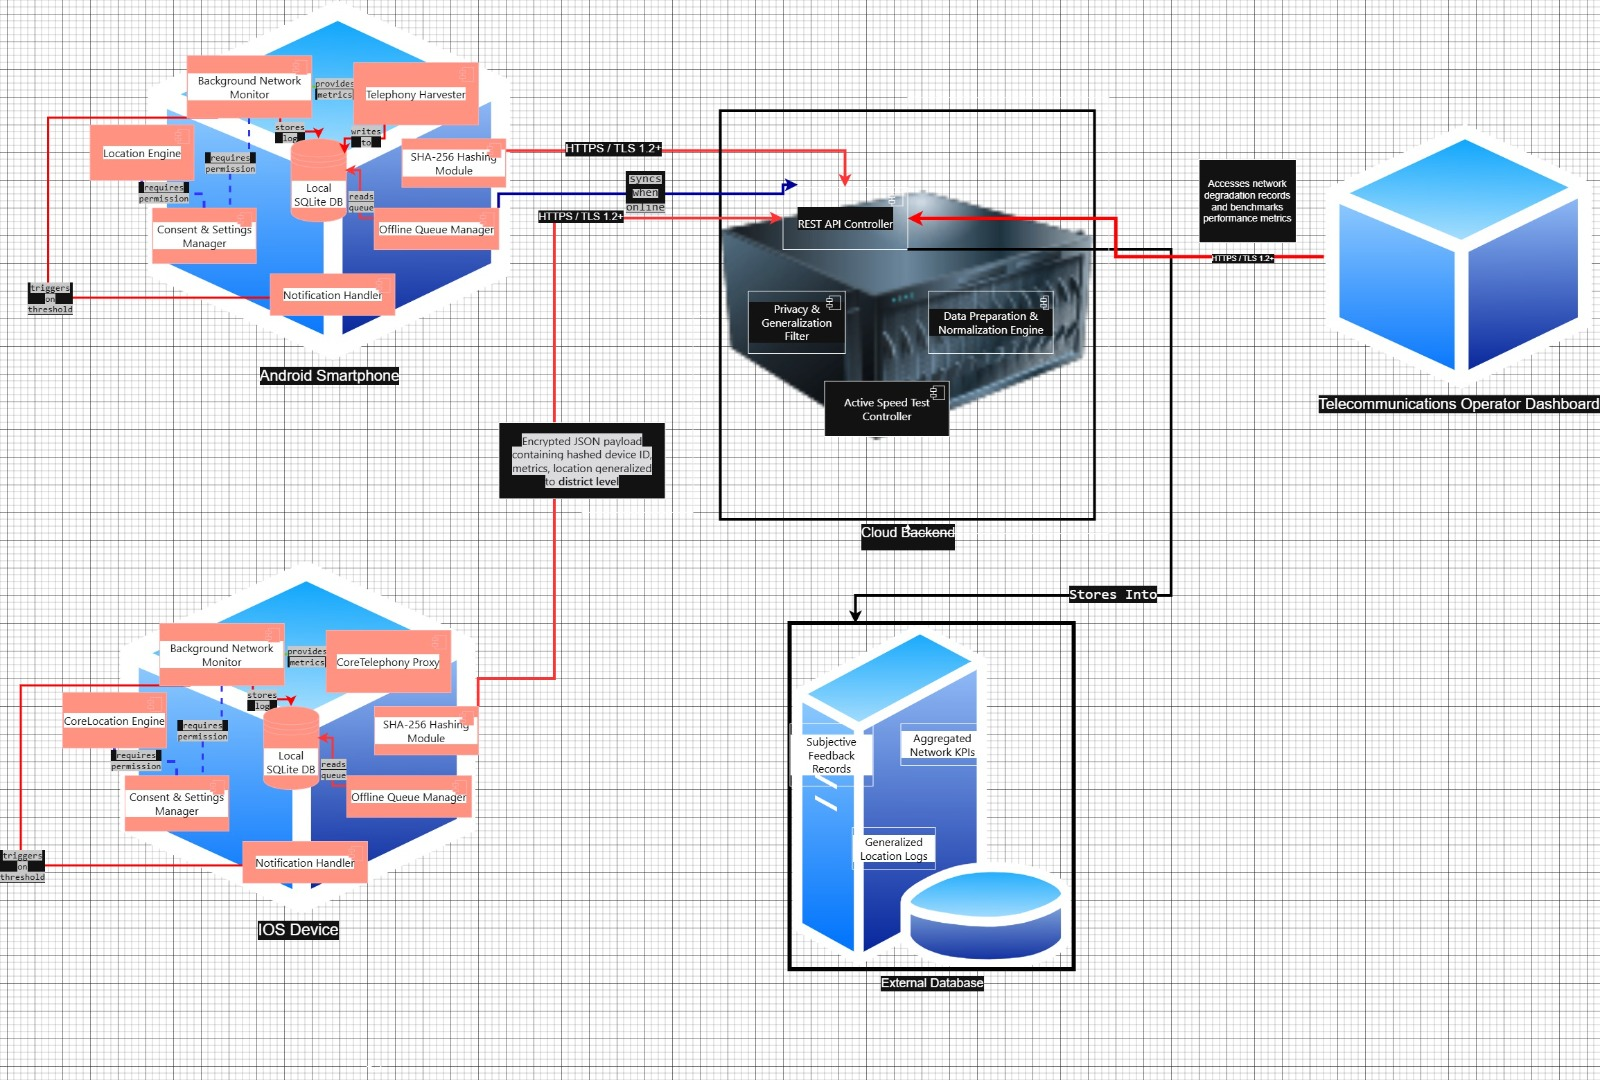 Background Network
Monitor
provides
metrics
Telephony Harvester
stores
log
writes
to
Location Engine
requires
permission
SHA-256 Hashing
Module
HTTPS / TLS 1.2+
requires
permission
Local
SQLite DB
reads
queue
syncs
when
online
Consent & Settings
Manager
Offline Queue Manager
HTTPS / TLS 1.2+
triggers
on
threshold
Notification Handler
Android Smartphone
REST API Controller
Privacy &
Generalization
Filter
Data Preparation &
Normalization Engine
Active Speed Test
Controller
Cloud Backend
Accesses network
degradation records
and benchmarks
performance metrics
HTTPS / TLS 1.2+
Telecommunications Operator Dashboard
Encrypted JSON payload
containing hashed device ID,
metrics, location generalized
to district level
Background Network
Monitor
provides
metrics
CoreTelephony Proxy
stores
log
CoreLocation Engine
requires
permission
SHA-256 Hashing
Module
requires
permission
Local
SQLite DB
reads
queue
Consent & Settings
Manager
Offline Queue Manager
triggers
on
threshold
Notification Handler
IOS Device
Stores Into
Subjective
Feedback
Records
Aggregated
Network KPIs
Generalized
Location Logs
External Database